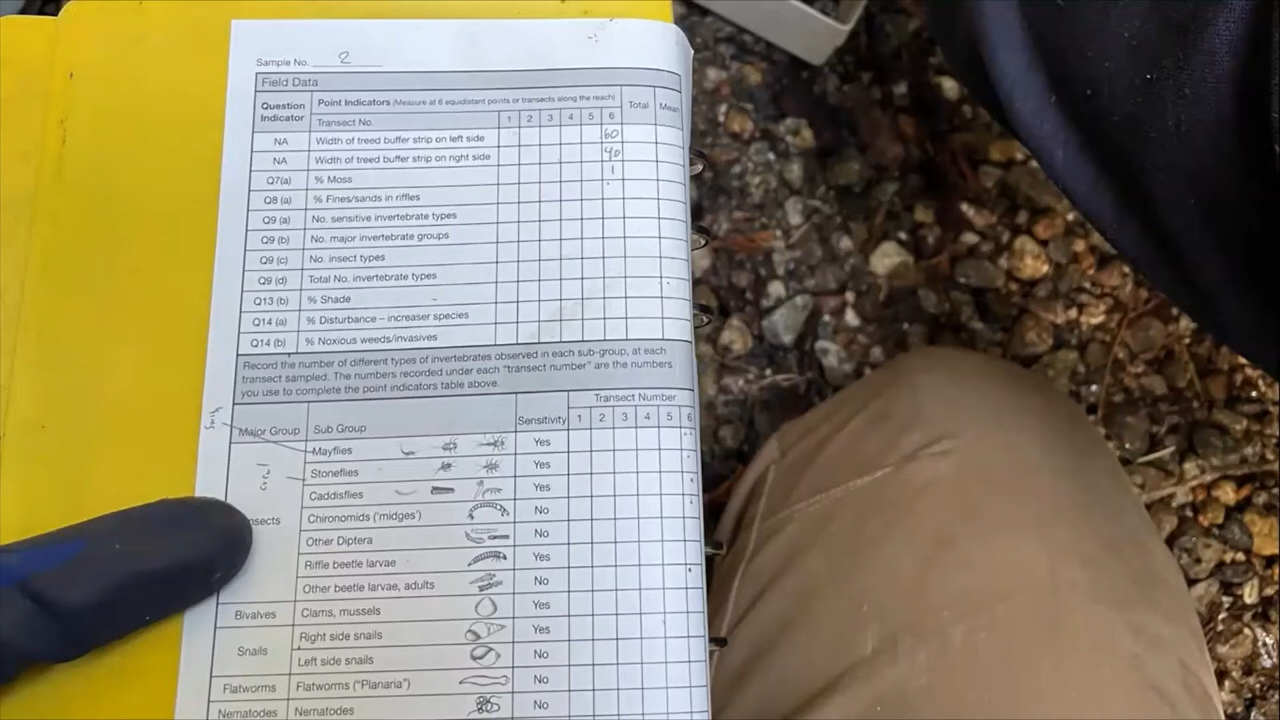 Sample No. 2
Field Data
Question Indicator Point Indicators (Measure at 6 equidistant points or transects along the reach) Total Mean
Transect No. 1 2 3 4 5 6
NA Width of treed buffer strip on left side 60
NA Width of treed buffer strip on right side 40
Q7(a) % Moss 1
Q8 (a) % Fines/sands in riffles
Q9 (a) No. sensitive invertebrate types
Q9 (b) No. major invertebrate groups
Q9 (c) No. insect types
Q9 (d) Total No. invertebrate types
Q13 (b) % Shade
Q14 (a) % Disturbance – increaser species
Q14 (b) % Noxious weeds/invasives
Record the number of different types of invertebrates observed in each sub-group, at each
transect sampled. The numbers recorded under each "transect number" are the numbers
you use to complete the point indicators table above.
Major Group Sub Group Sensitivity Transect Number
1 2 3 4 5 6
Mayflies Yes
Stoneflies Yes
Caddisflies Yes
Chironomids ('midges') No
nsects Other Diptera No
Riffle beetle larvae Yes
Other beetle larvae, adults No
Bivalves Clams, mussels Yes
Snails Right side snails Yes
Left side snails No
Flatworms Flatworms ("Planaria") No
Nematodes Nematodes No